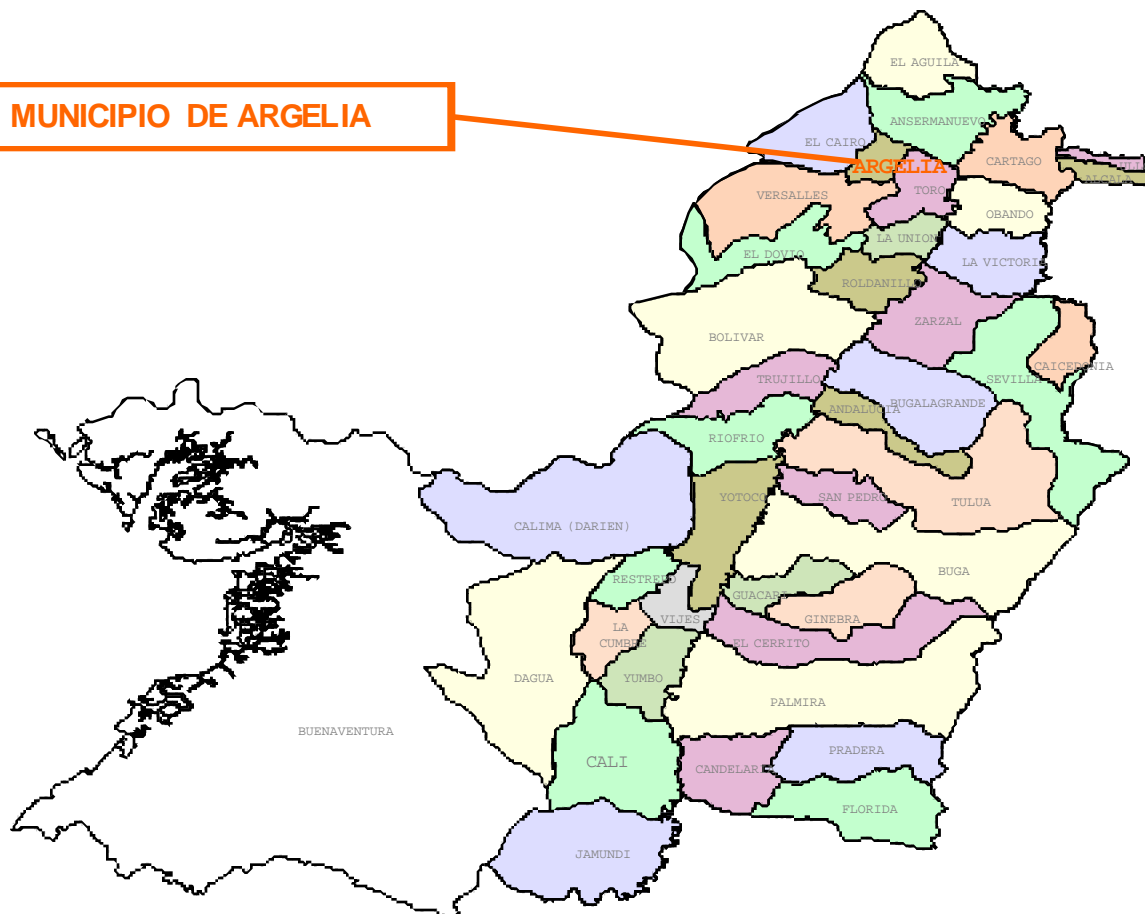 EL AGUILA
MUNICIPIO DE ARGELIA
ANSERMANUEVO
EL CAIRO
CARTAGO
ARGELIA
ALCALA
TORO
VERSALLES
OBANDO
LA UNION
EL DOVIO
LA VICTORI
ROLDANILLO
ZARZAL
BOLIVAR
CAICEDONIA
TRUJILLO
SEVILLA
BUGALAGRANDE
ANDALUCIA
RIOFRIO
YOTOCO
SAN PEDRO
TULUA
CALIMA (DARIEN)
BUGA
RESTREPO
GUACARI
VIJES
GINEBRA
LA
CUMBRE
EL CERRITO
DAGUA
YUMBO
PALMIRA
BUENAVENTURA
PRADERA
CALI
CANDELARIA
FLORIDA
JAMUNDI